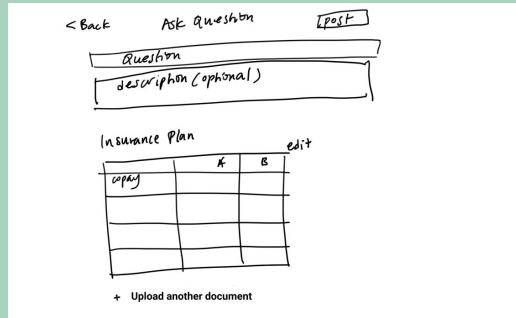 < Back Ask Question post
Question
description (optional)
Insurance Plan
edit
A B
copay
+ Upload another document